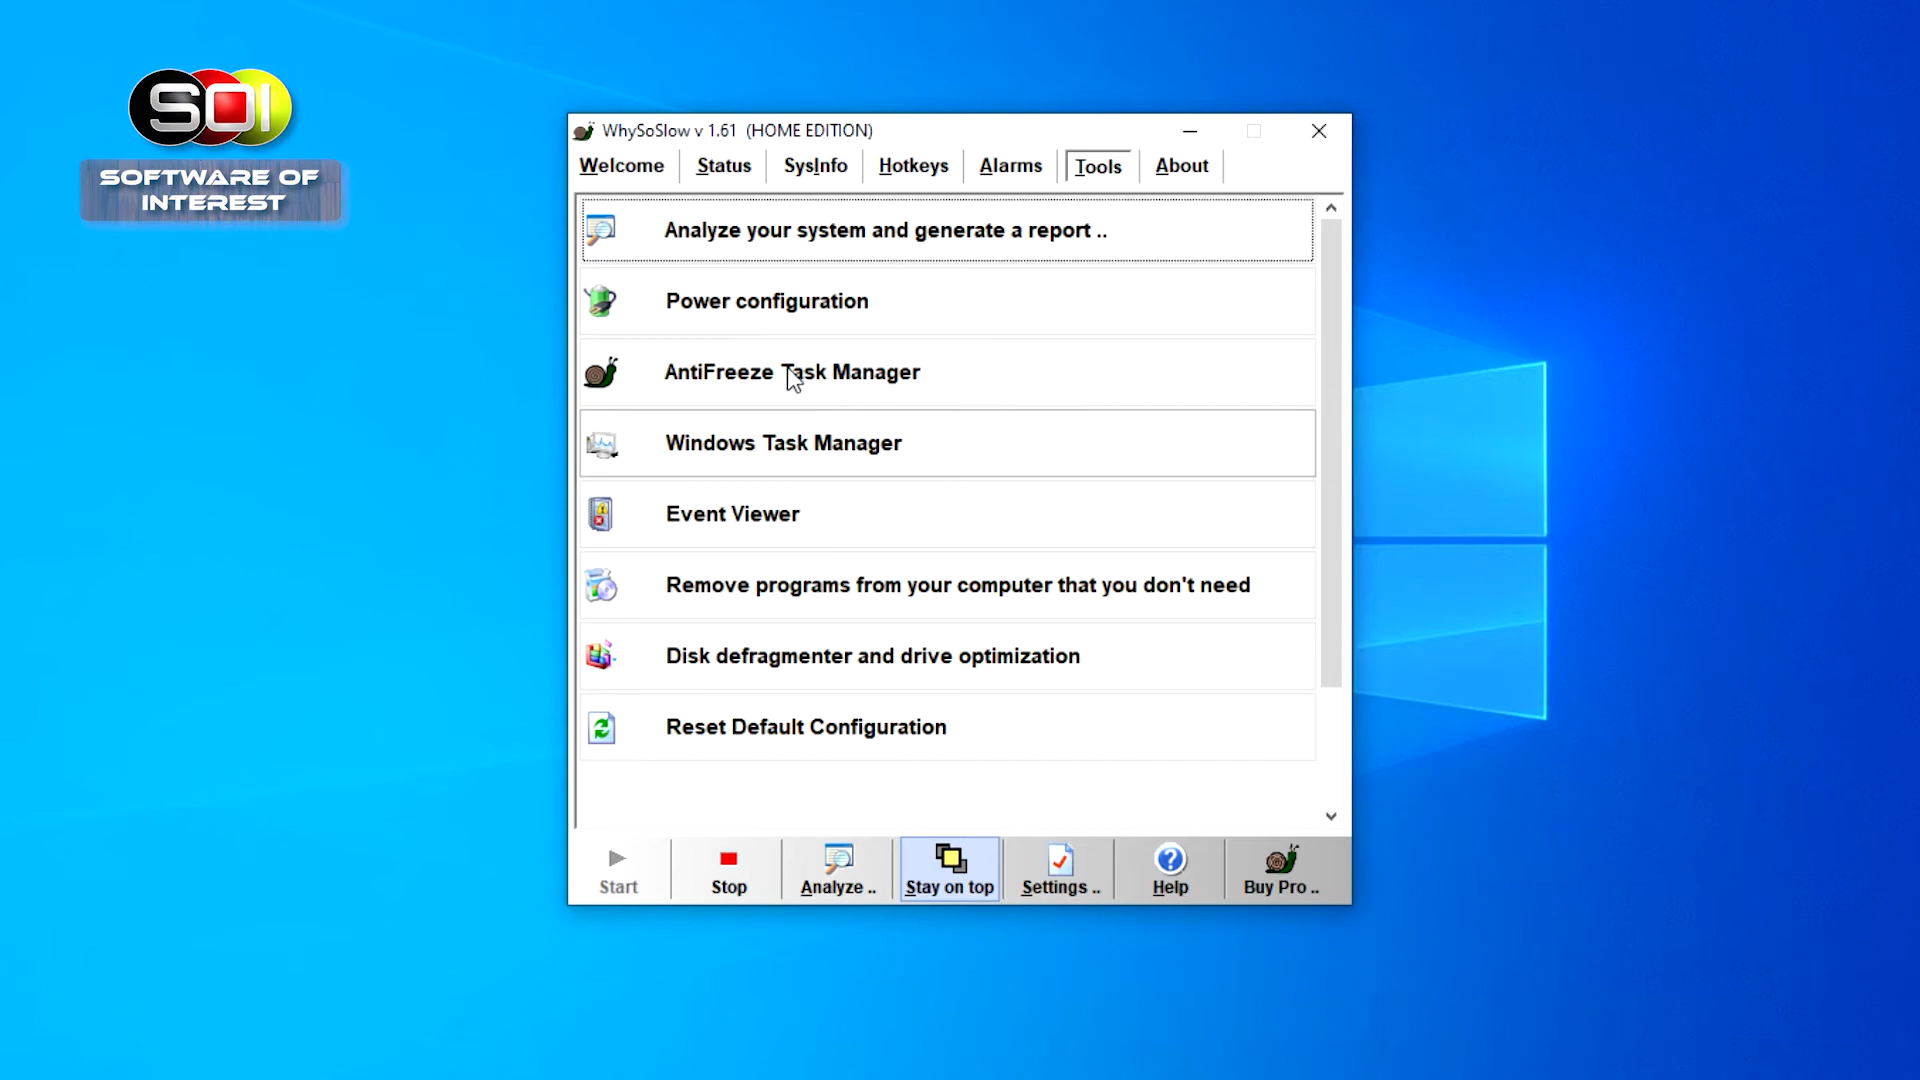 SOI
SOFTWARE OF
INTEREST
WhySoSlow v 1.61 (HOME EDITION)
Welcome Status SysInfo Hotkeys Alarms Tools About
Analyze your system and generate a report ..
Power configuration
AntiFreeze Task Manager
Windows Task Manager
Event Viewer
Remove programs from your computer that you don't need
Disk defragmenter and drive optimization
Reset Default Configuration
Start Stop Analyze .. Stay on top Settings .. Help Buy Pro ..